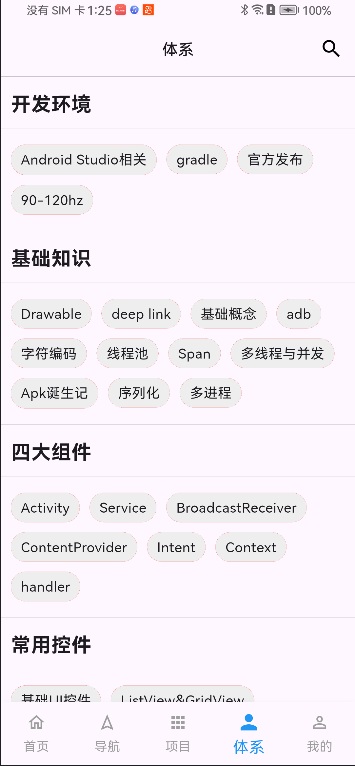 没有 SIM 卡 1:25 100%
体系
开发环境
Android Studio相关 gradle 官方发布
90-120hz
基础知识
Drawable deep link 基础概念 adb
字符编码 线程池 Span 多线程与并发
Apk诞生记 序列化 多进程
四大组件
Activity Service BroadcastReceiver
ContentProvider Intent Context
handler
常用控件
基础UI控件 ListView&GridView
首页 导航 项目 体系 我的